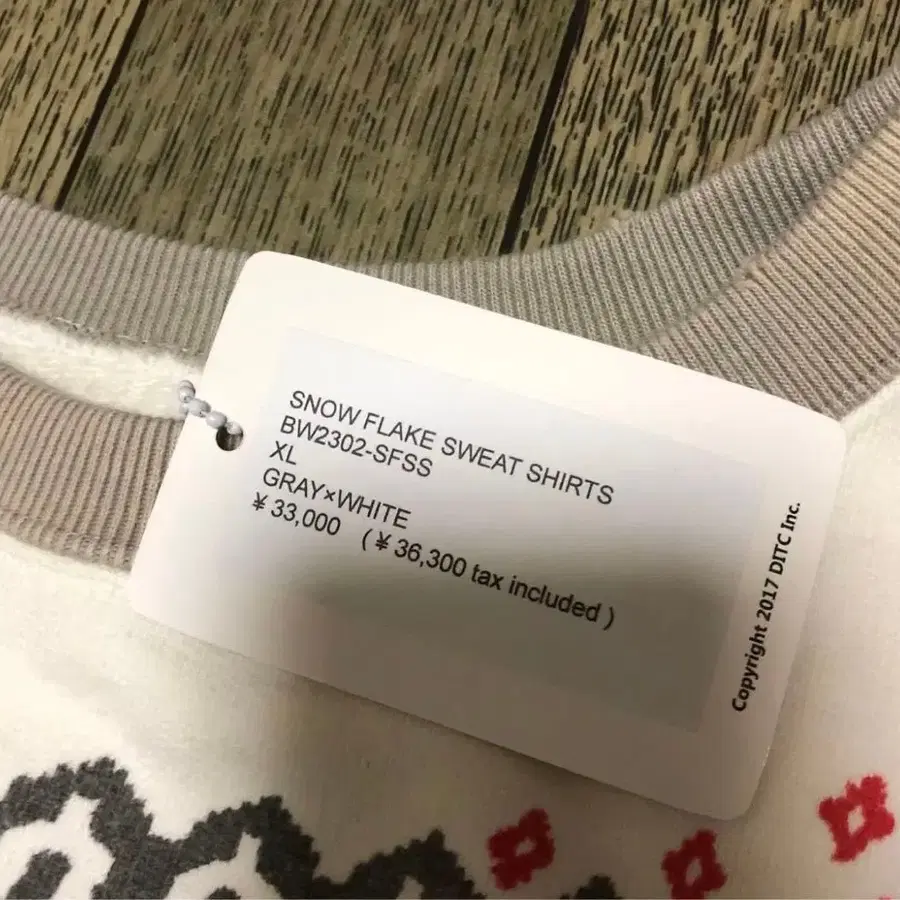 SNOW FLAKE SWEAT SHIRTS
BW2302-SFSS
XL
GRAY×WHITE
¥ 33,000 (¥ 36,300 tax included)
Copyright 2017 DITC Inc.